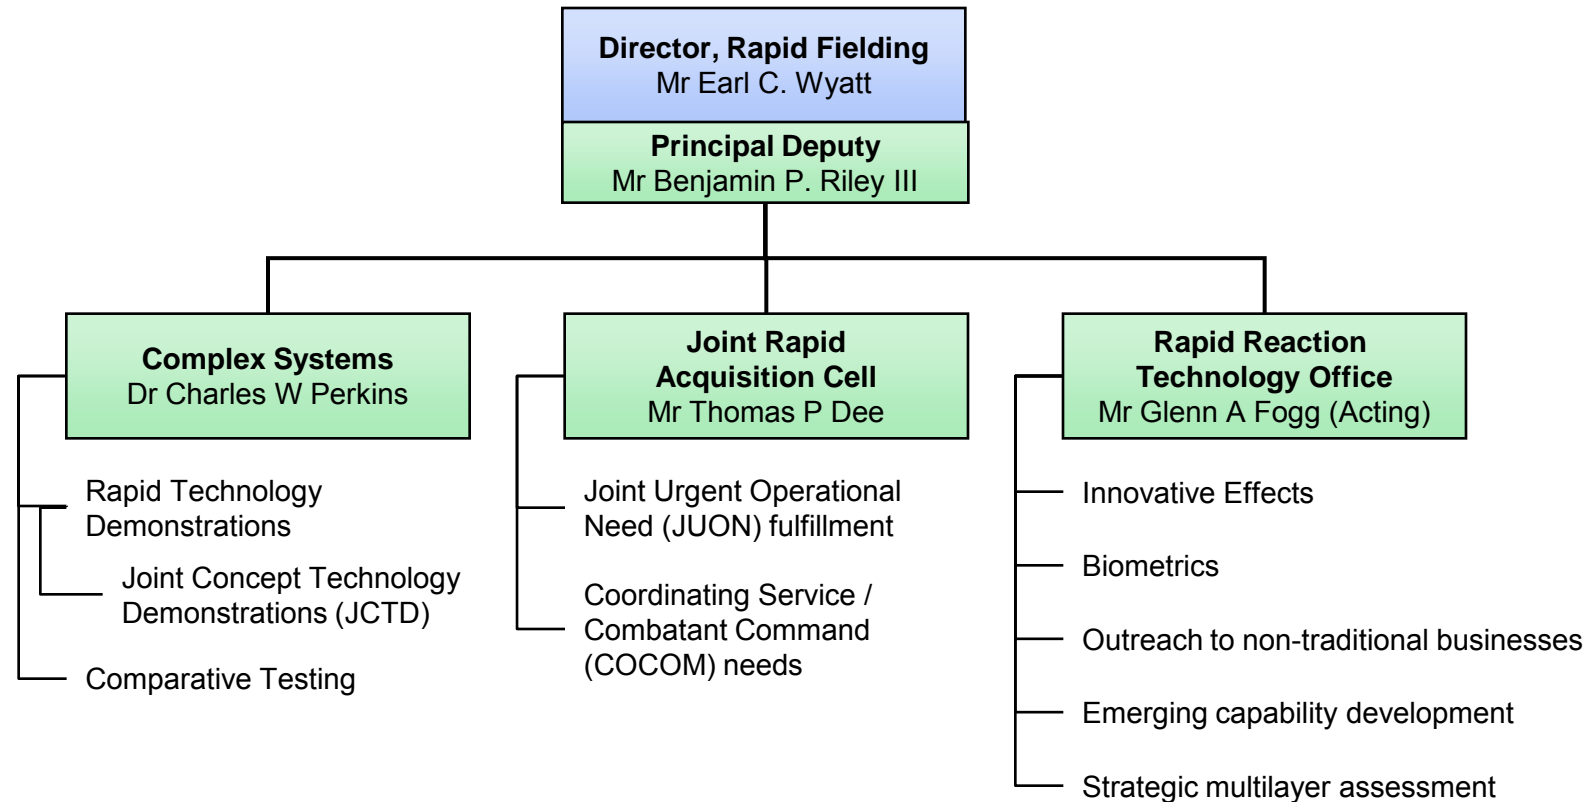 Director, Rapid Fielding
Mr Earl C. Wyatt
Principal Deputy
Mr Benjamin P. Riley III
Complex Systems
Dr Charles W Perkins
Rapid Technology
Demonstrations
Joint Concept Technology
Demonstrations (JCTD)
Comparative Testing
Joint Rapid
Acquisition Cell
Mr Thomas P Dee
Joint Urgent Operational
Need (JUON) fulfillment
Coordinating Service /
Combatant Command
(COCOM) needs
Rapid Reaction
Technology Office
Mr Glenn A Fogg (Acting)
Innovative Effects
Biometrics
Outreach to non-traditional businesses
Emerging capability development
Strategic multilayer assessment